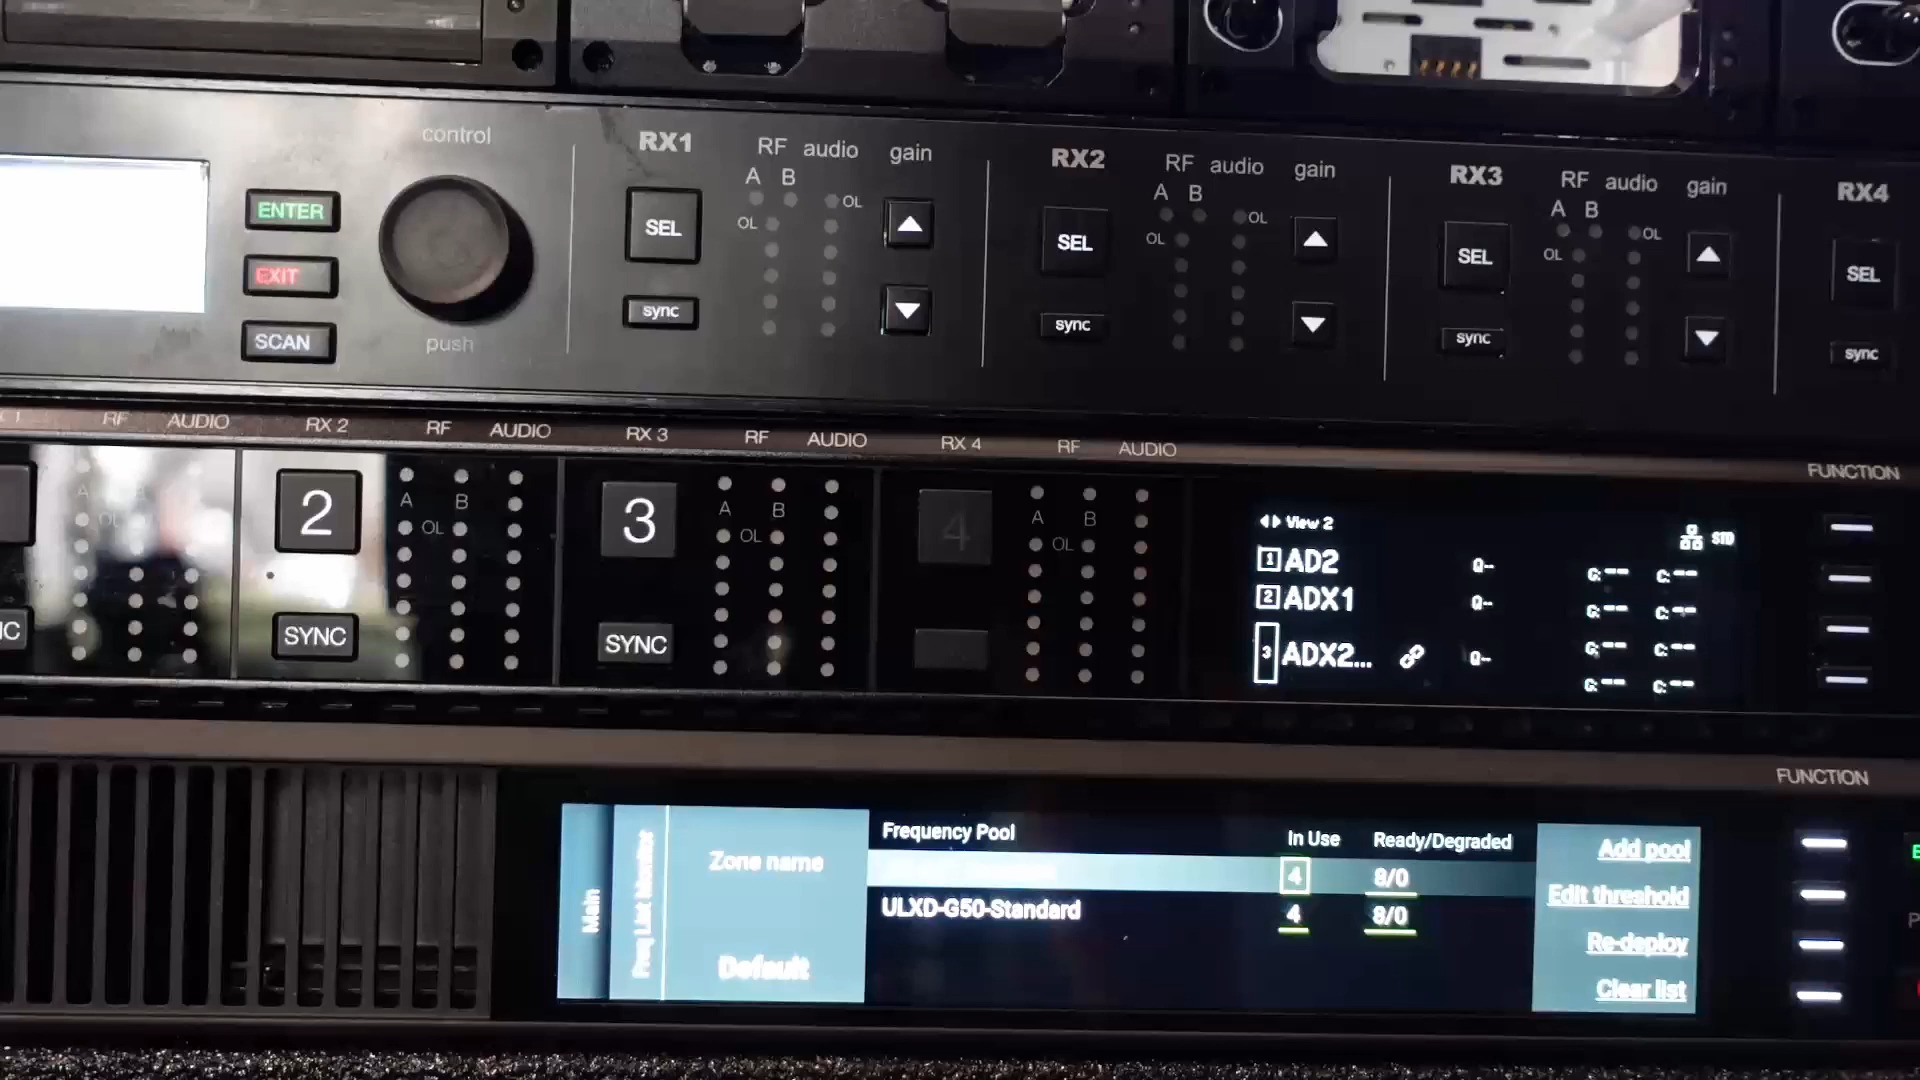 control
push
ENTER
EXIT
SCAN
RX1
RF audio gain
A B
OL
OL
SEL
sync
RX2
RF audio gain
A B
OL
OL
SEL
sync
RX3
RF audio gain
A B
OL
OL
SEL
sync
RX4
SEL
sync
RF AUDIO
RX 2 RF AUDIO
RX 3 RF AUDIO
RX 4 RF AUDIO
FUNCTION
A
OL
2
SYNC
A B
OL
3
SYNC
A B
OL
4
A B
OL
View 2
STD
1 AD2 Q-- G:-- C:--
2 ADX1 Q-- G:-- C:--
3 ADX2... Q-- G:-- C:--
G:-- C:--
FUNCTION
Main
Freq List Monitor
Zone name
Default
Frequency Pool In Use Ready/Degraded
4 8/0
ULXD-G50-Standard 4 8/0
Add pool
Edit threshold
Re-deploy
Clear list